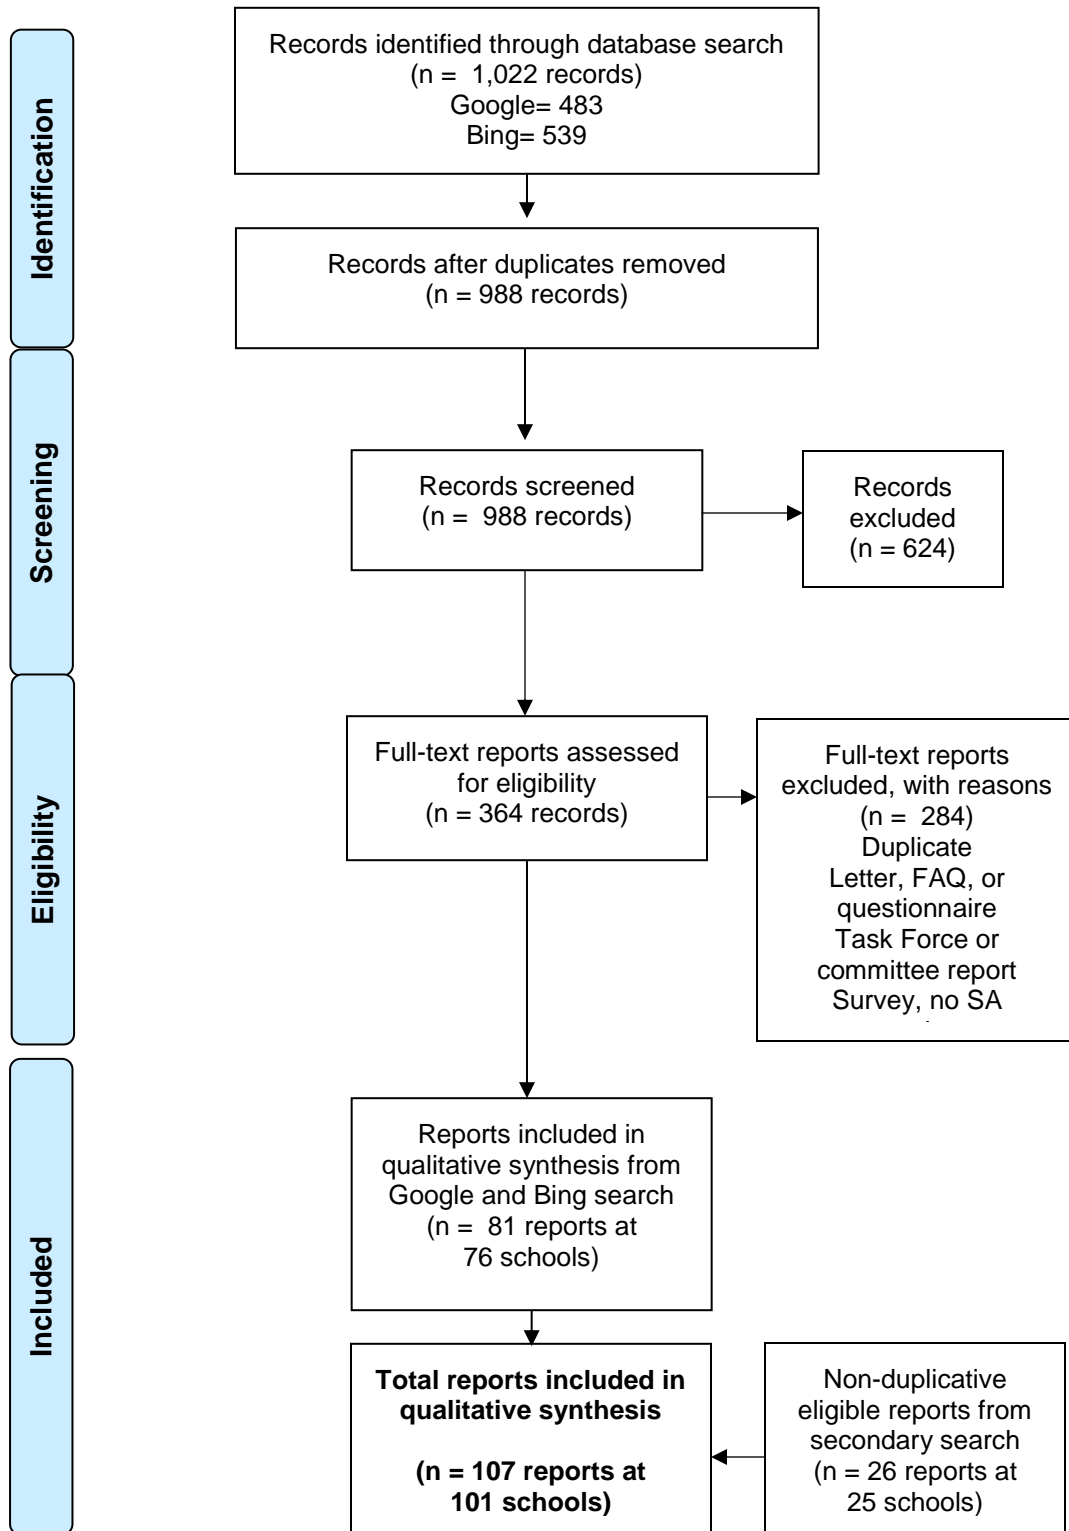 Identification
Records identified through database search
(n = 1,022 records)
Google= 483
Bing= 539
Records after duplicates removed
(n = 988 records)
Screening
Records screened
(n = 988 records)
Records
excluded
(n = 624)
Eligibility
Full-text reports assessed
for eligibility
(n = 364 records)
Full-text reports
excluded, with reasons
(n = 284)
Duplicate
Letter, FAQ, or
questionnaire
Task Force or
committee report
Survey, no SA
Included
Reports included in
qualitative synthesis from
Google and Bing search
(n = 81 reports at
76 schools)
Total reports included in
qualitative synthesis
(n = 107 reports at
101 schools)
Non-duplicative
eligible reports from
secondary search
(n = 26 reports at
25 schools)